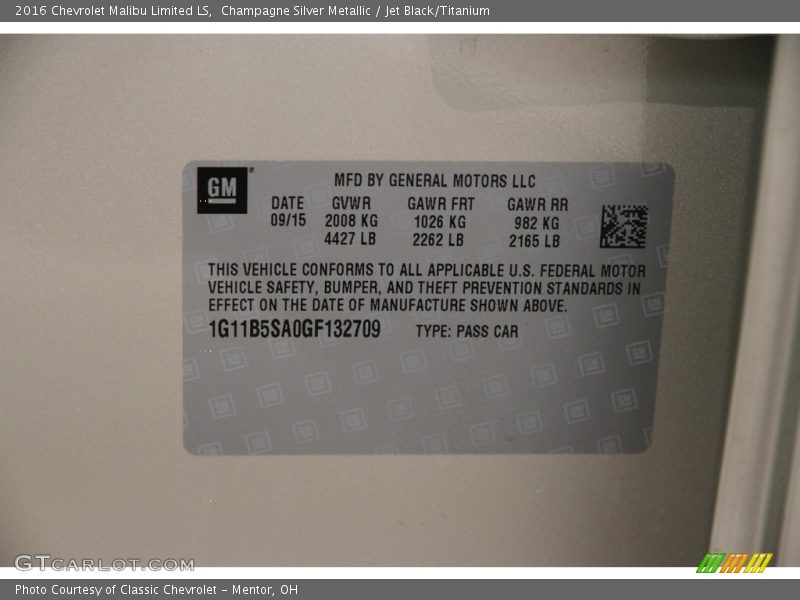 2016 Chevrolet Malibu Limited LS, Champagne Silver Metallic / Jet Black/Titanium
GM®
MFD BY GENERAL MOTORS LLC
DATE GVWR GAWR FRT GAWR RR
09/15 2008 KG 1026 KG 982 KG
4427 LB 2262 LB 2165 LB
THIS VEHICLE CONFORMS TO ALL APPLICABLE U.S. FEDERAL MOTOR
VEHICLE SAFETY, BUMPER, AND THEFT PREVENTION STANDARDS IN
EFFECT ON THE DATE OF MANUFACTURE SHOWN ABOVE.
1G11B5SA0GF132709 TYPE: PASS CAR
GTCARLOT.COM
Photo Courtesy of Classic Chevrolet - Mentor, OH